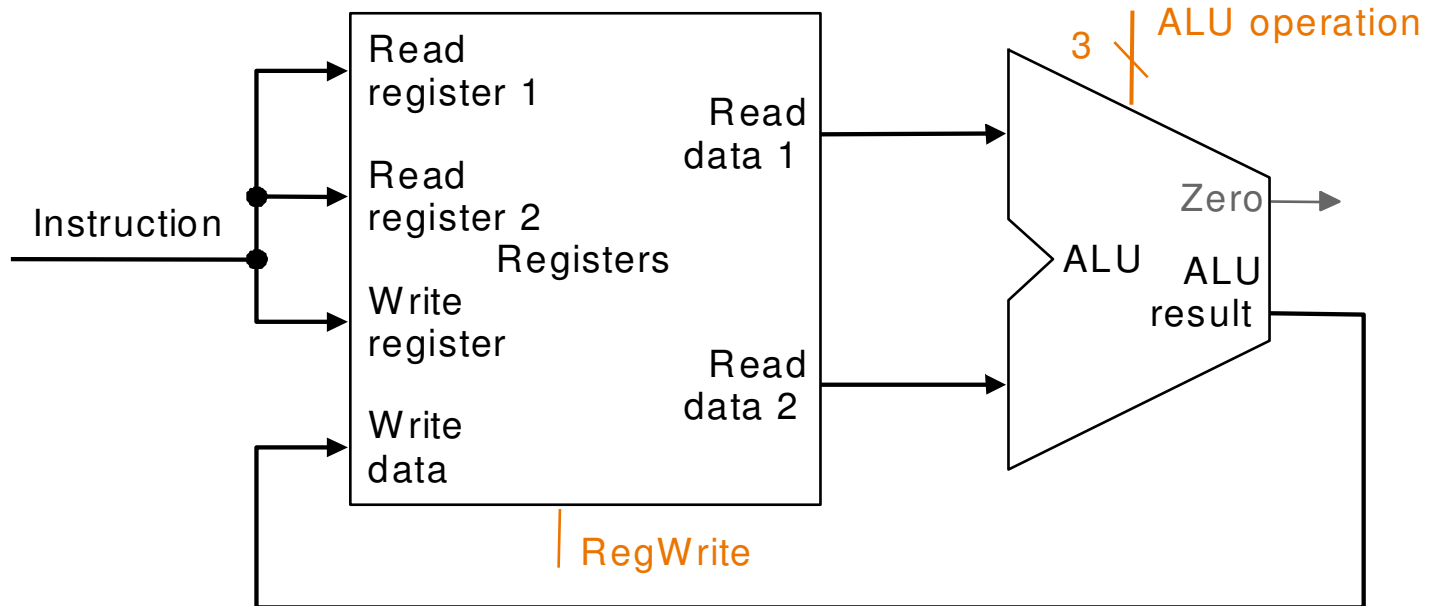 Instruction
Read
register 1
Read
register 2
Registers
Write
register
Write
data
Read
data 1
Read
data 2
RegWrite
3
ALU operation
Zero
ALU
ALU
result